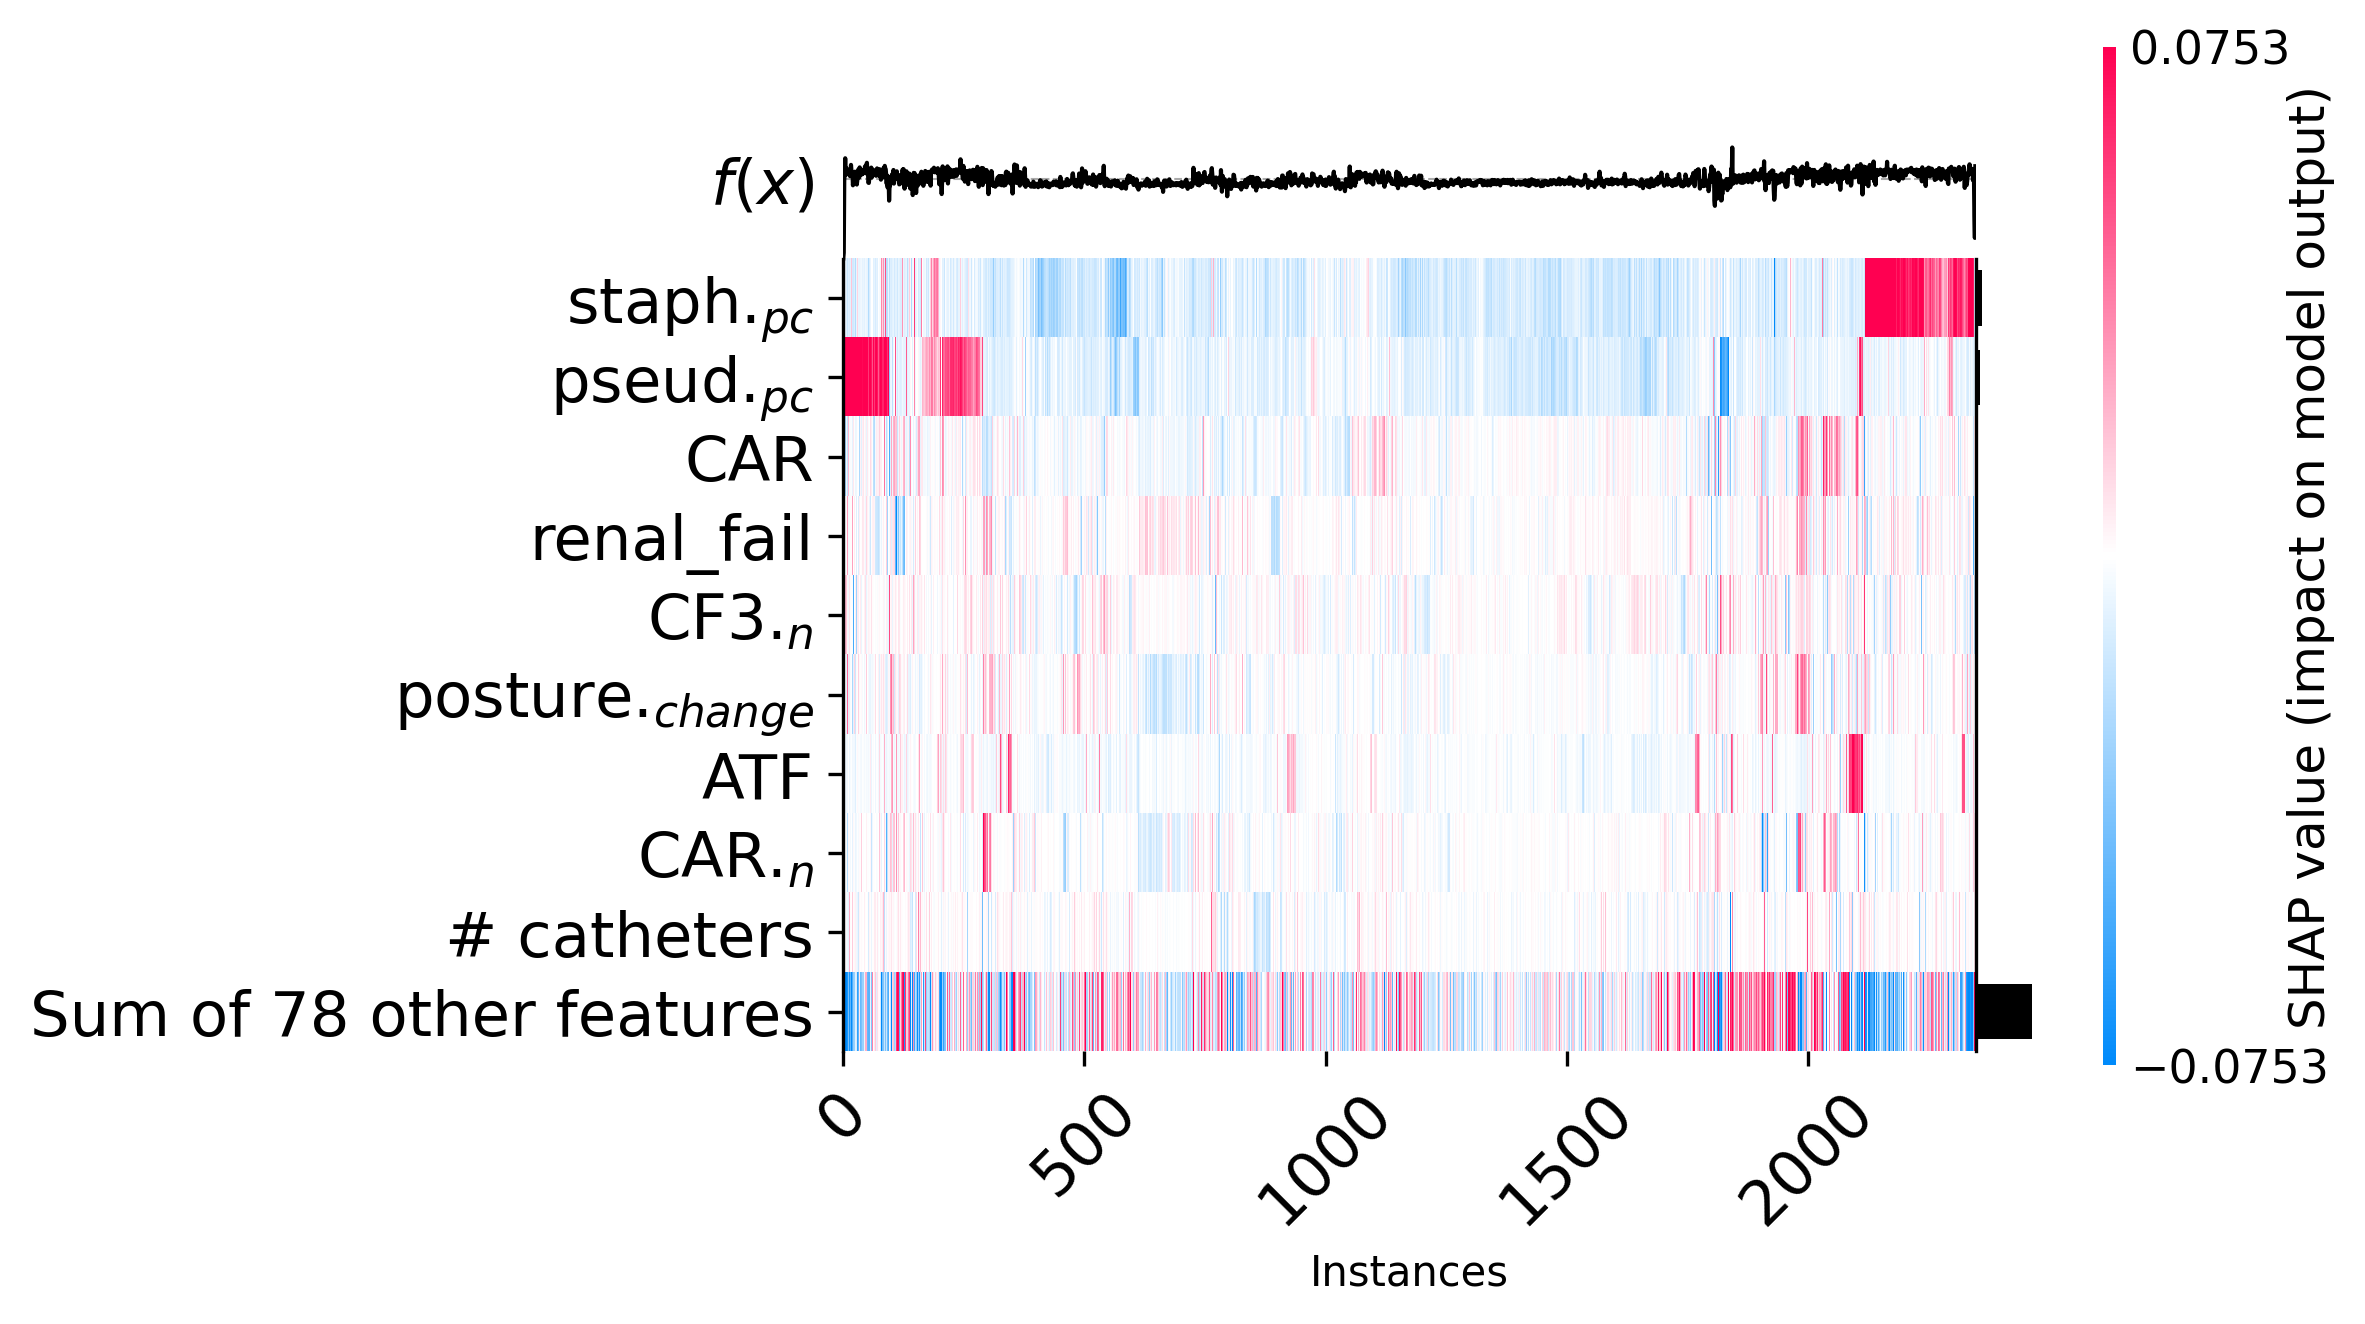 0.0753
f(x)
staph.pc
pseud.pc
CAR
renal_fail
CF3.n
posture.change
ATF
CAR.n
# catheters
Sum of 78 other features
0
500
1000
1500
2000
Instances
−0.0753
SHAP value (impact on model output)